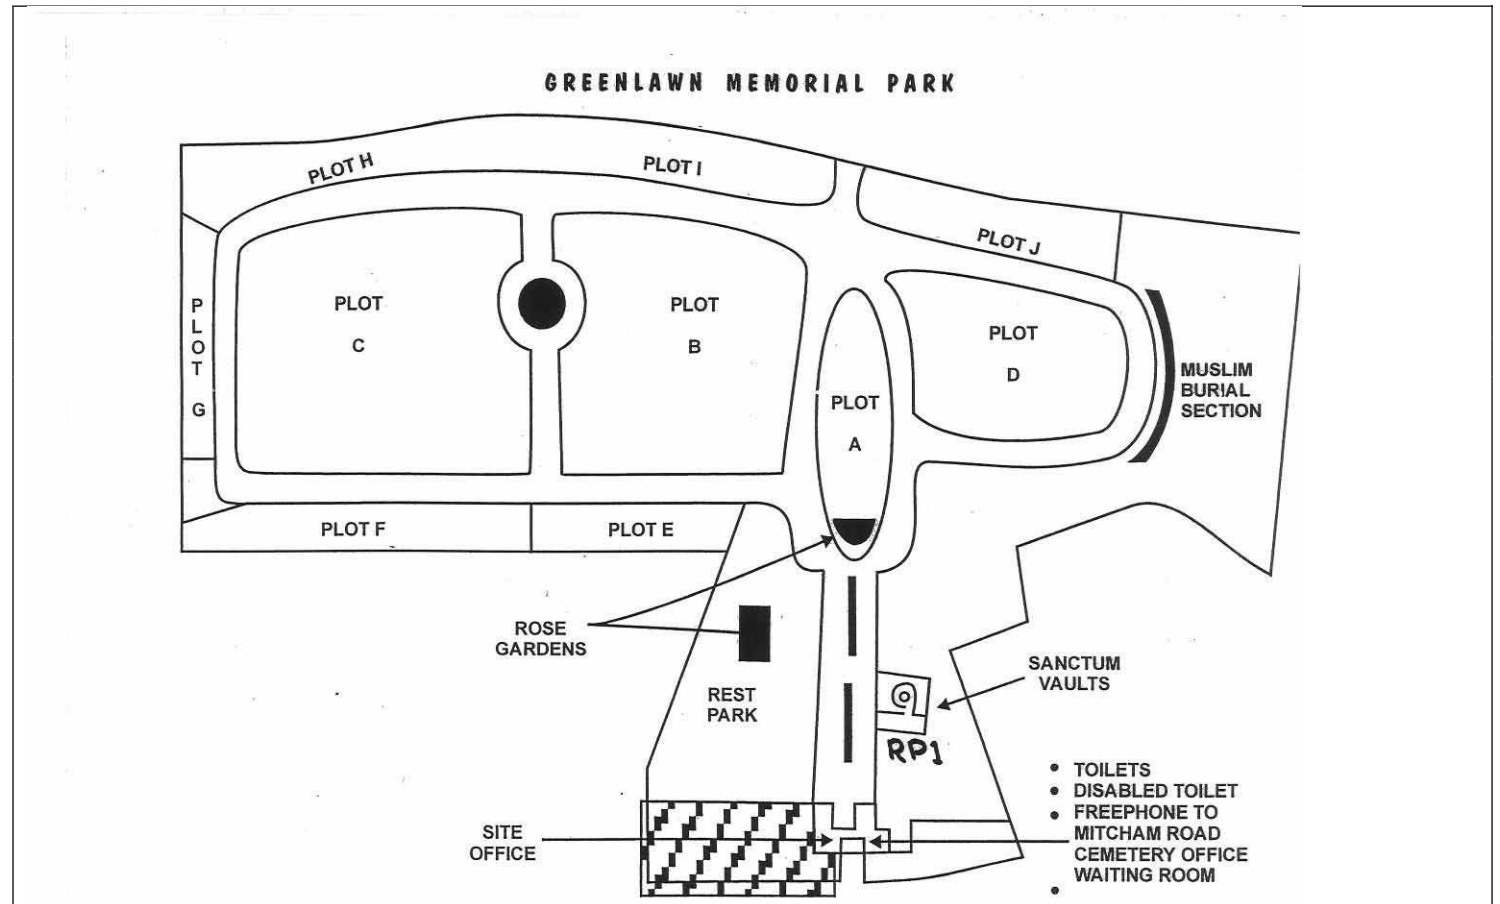 GREENLAWN MEMORIAL PARK
PLOT H
PLOT I
PLOT J
PLOT
C
PLOT
B
PLOT
D
PLOT
A
PLOT G
MUSLIM
BURIAL
SECTION
PLOT F
PLOT E
ROSE
GARDENS
REST
PARK
SANCTUM
VAULTS
RP1
SITE
OFFICE
• TOILETS
• DISABLED TOILET
• FREEPHONE TO
MITCHAM ROAD
CEMETERY OFFICE
WAITING ROOM
•